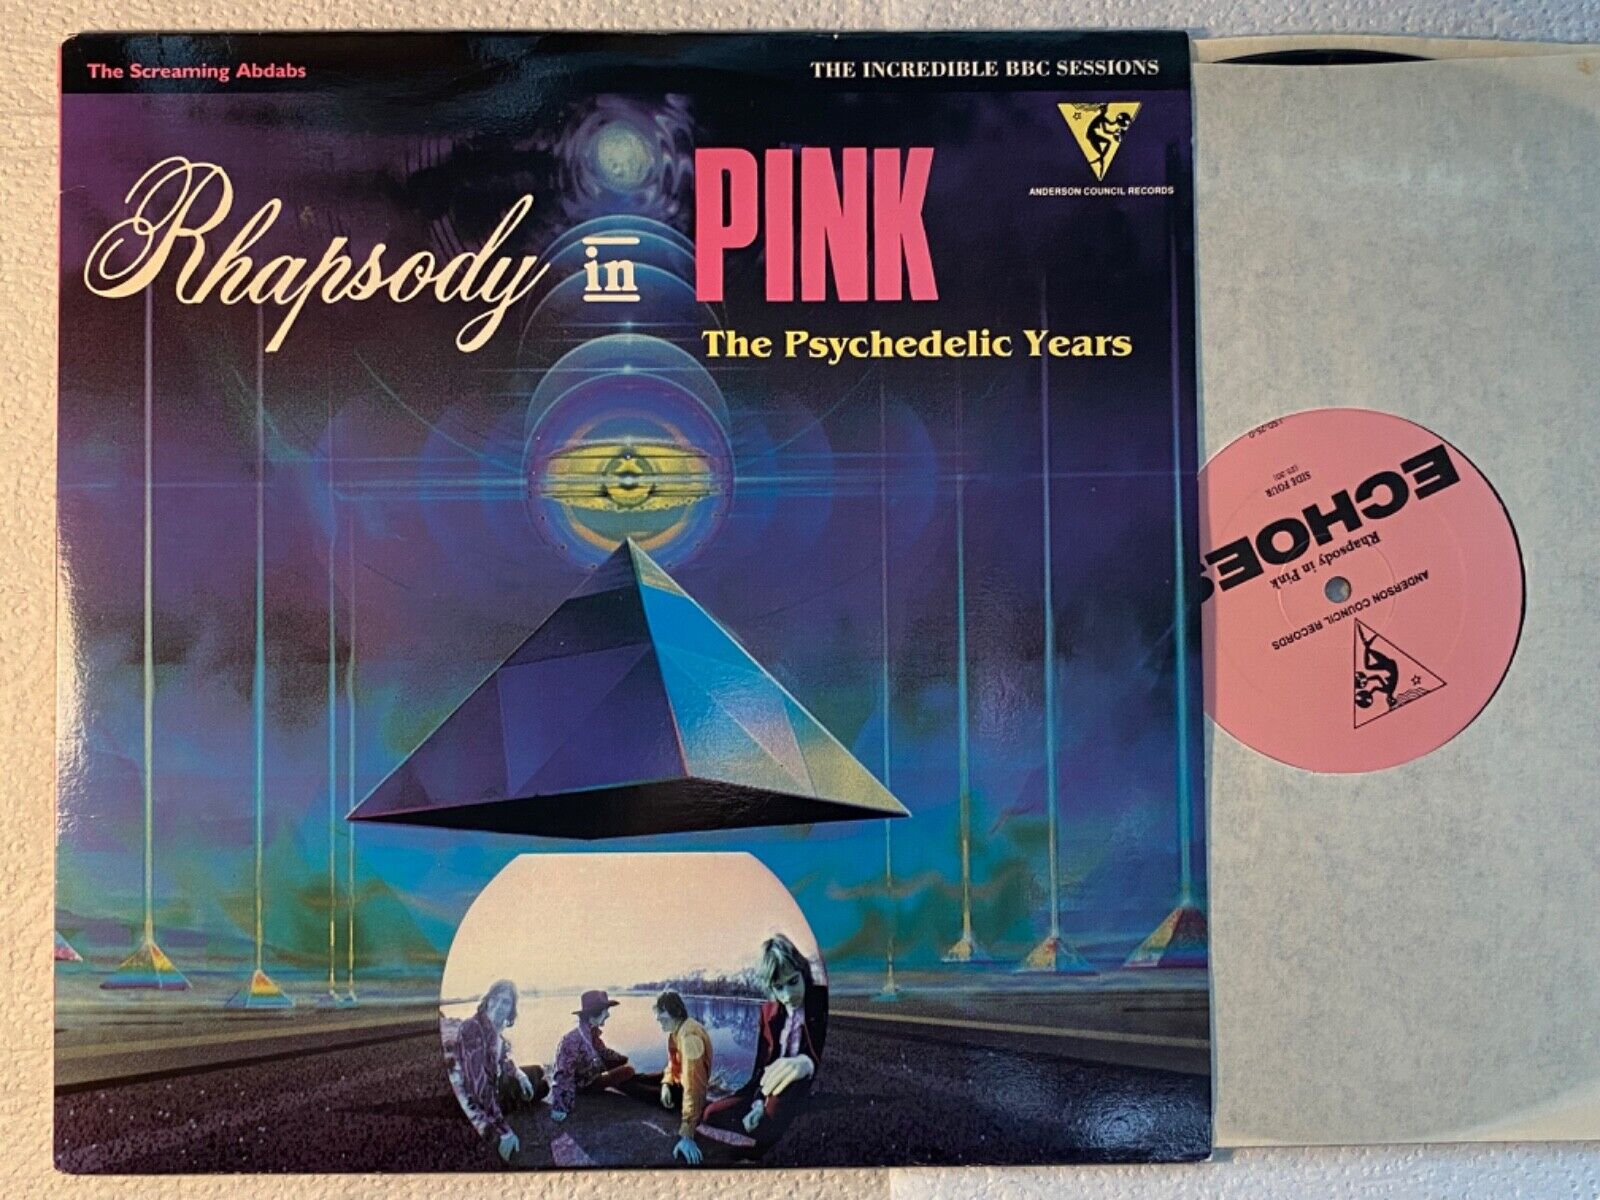 The Screaming Abdabs
THE INCREDIBLE BBC SESSIONS
Rhapsody in PINK
The Psychedelic Years
ANDERSON COUNCIL RECORDS
ANDERSON COUNCIL RECORDS
Rhapsody in Pink
ECHOES
SIDE FOUR